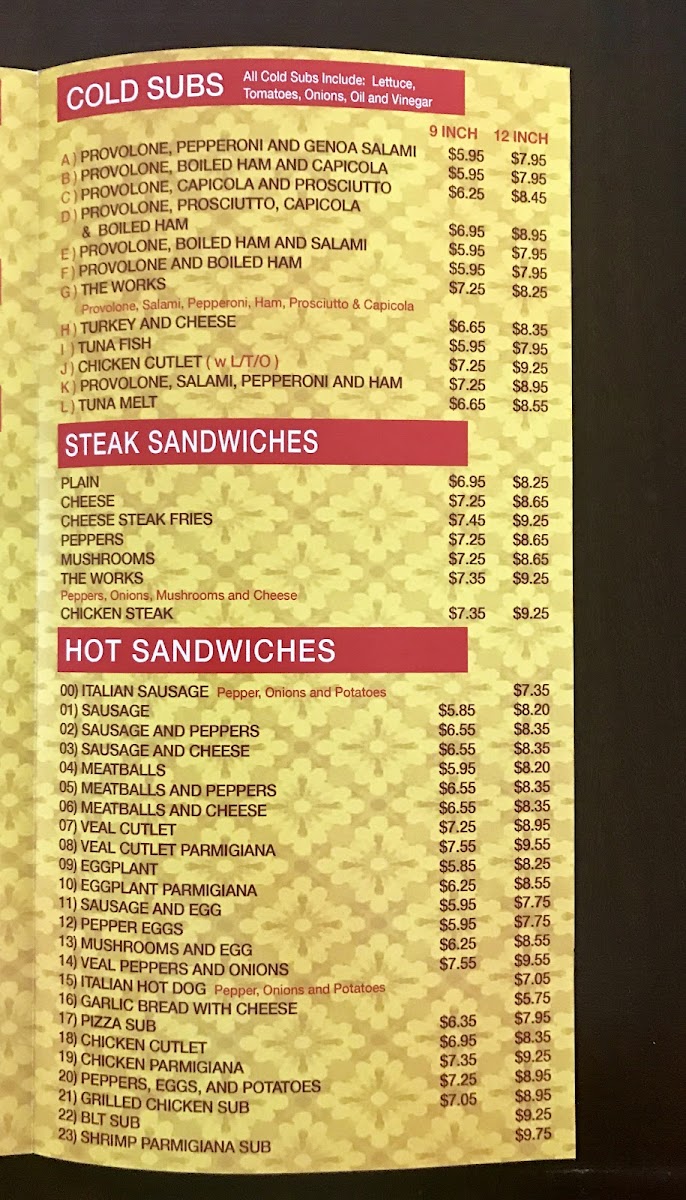 COLD SUBS All Cold Subs Include: Lettuce,
Tomatoes, Onions, Oil and Vinegar
9 INCH 12 INCH
A ) PROVOLONE, PEPPERONI AND GENOA SALAMI $5.95 $7.95
B ) PROVOLONE, BOILED HAM AND CAPICOLA $5.95 $7.95
C ) PROVOLONE, CAPICOLA AND PROSCIUTTO $6.25 $8.45
D ) PROVOLONE, PROSCIUTTO, CAPICOLA
& BOILED HAM $6.95 $8.95
E ) PROVOLONE, BOILED HAM AND SALAMI $5.95 $7.95
F ) PROVOLONE AND BOILED HAM $5.95 $7.95
G ) THE WORKS $7.25 $8.25
Provolone, Salami, Pepperoni, Ham, Prosciutto & Capicola
H ) TURKEY AND CHEESE $6.65 $8.35
I ) TUNA FISH $5.95 $7.95
J ) CHICKEN CUTLET ( w L/T/O ) $7.25 $9.25
K ) PROVOLONE, SALAMI, PEPPERONI AND HAM $7.25 $8.95
L ) TUNA MELT $6.65 $8.55
STEAK SANDWICHES
PLAIN $6.95 $8.25
CHEESE $7.25 $8.65
CHEESE STEAK FRIES $7.45 $9.25
PEPPERS $7.25 $8.65
MUSHROOMS $7.25 $8.65
THE WORKS $7.35 $9.25
Peppers, Onions, Mushrooms and Cheese
CHICKEN STEAK $7.35 $9.25
HOT SANDWICHES
00) ITALIAN SAUSAGE Pepper, Onions and Potatoes $7.35
01) SAUSAGE $5.85 $8.20
02) SAUSAGE AND PEPPERS $6.55 $8.35
03) SAUSAGE AND CHEESE $6.55 $8.35
04) MEATBALLS $5.95 $8.20
05) MEATBALLS AND PEPPERS $6.55 $8.35
06) MEATBALLS AND CHEESE $6.55 $8.35
07) VEAL CUTLET $7.25 $8.95
08) VEAL CUTLET PARMIGIANA $7.55 $9.55
09) EGGPLANT $5.85 $8.25
10) EGGPLANT PARMIGIANA $6.25 $8.55
11) SAUSAGE AND EGG $5.95 $7.75
12) PEPPER EGGS $5.95 $7.75
13) MUSHROOMS AND EGG $6.25 $8.55
14) VEAL PEPPERS AND ONIONS $7.55 $9.55
15) ITALIAN HOT DOG Pepper, Onions and Potatoes $7.05
16) GARLIC BREAD WITH CHEESE $5.75
17) PIZZA SUB $6.35 $7.95
18) CHICKEN CUTLET $6.95 $8.35
19) CHICKEN PARMIGIANA $7.35 $9.25
20) PEPPERS, EGGS, AND POTATOES $7.25 $8.95
21) GRILLED CHICKEN SUB $7.05 $8.95
22) BLT SUB $9.25
23) SHRIMP PARMIGIANA SUB $9.75